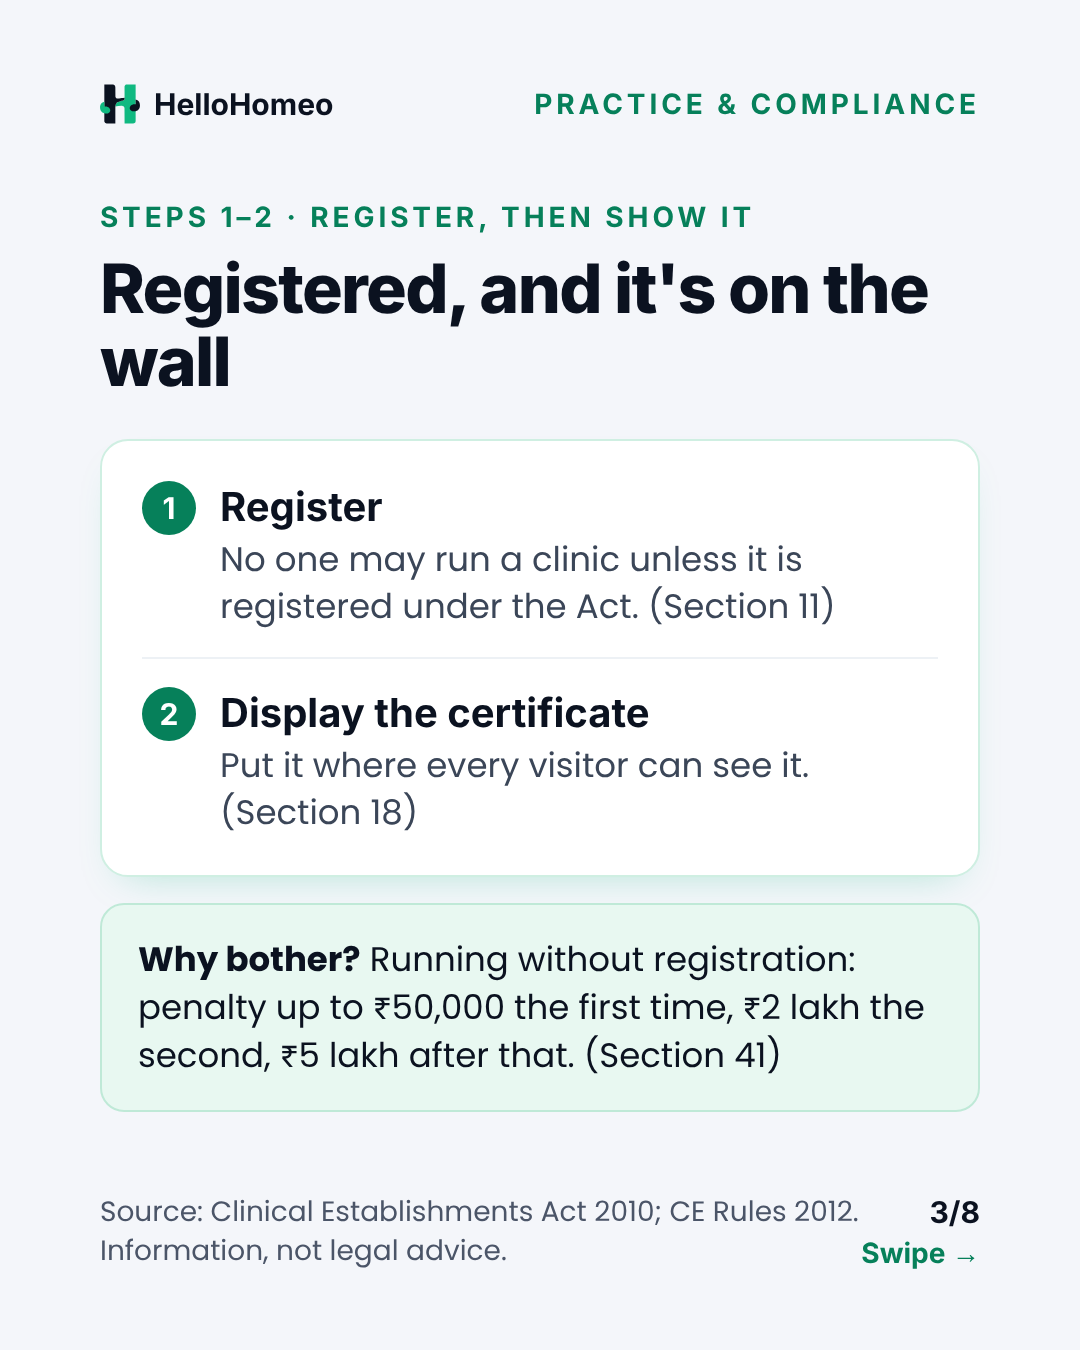 HelloHomeo
PRACTICE & COMPLIANCE
STEPS 1–2 · REGISTER, THEN SHOW IT
Registered, and it's on the
wall
1 Register
No one may run a clinic unless it is
registered under the Act. (Section 11)
2 Display the certificate
Put it where every visitor can see it.
(Section 18)
Why bother? Running without registration:
penalty up to ₹50,000 the first time, ₹2 lakh the
second, ₹5 lakh after that. (Section 41)
Source: Clinical Establishments Act 2010; CE Rules 2012.
Information, not legal advice.
3/8
Swipe →